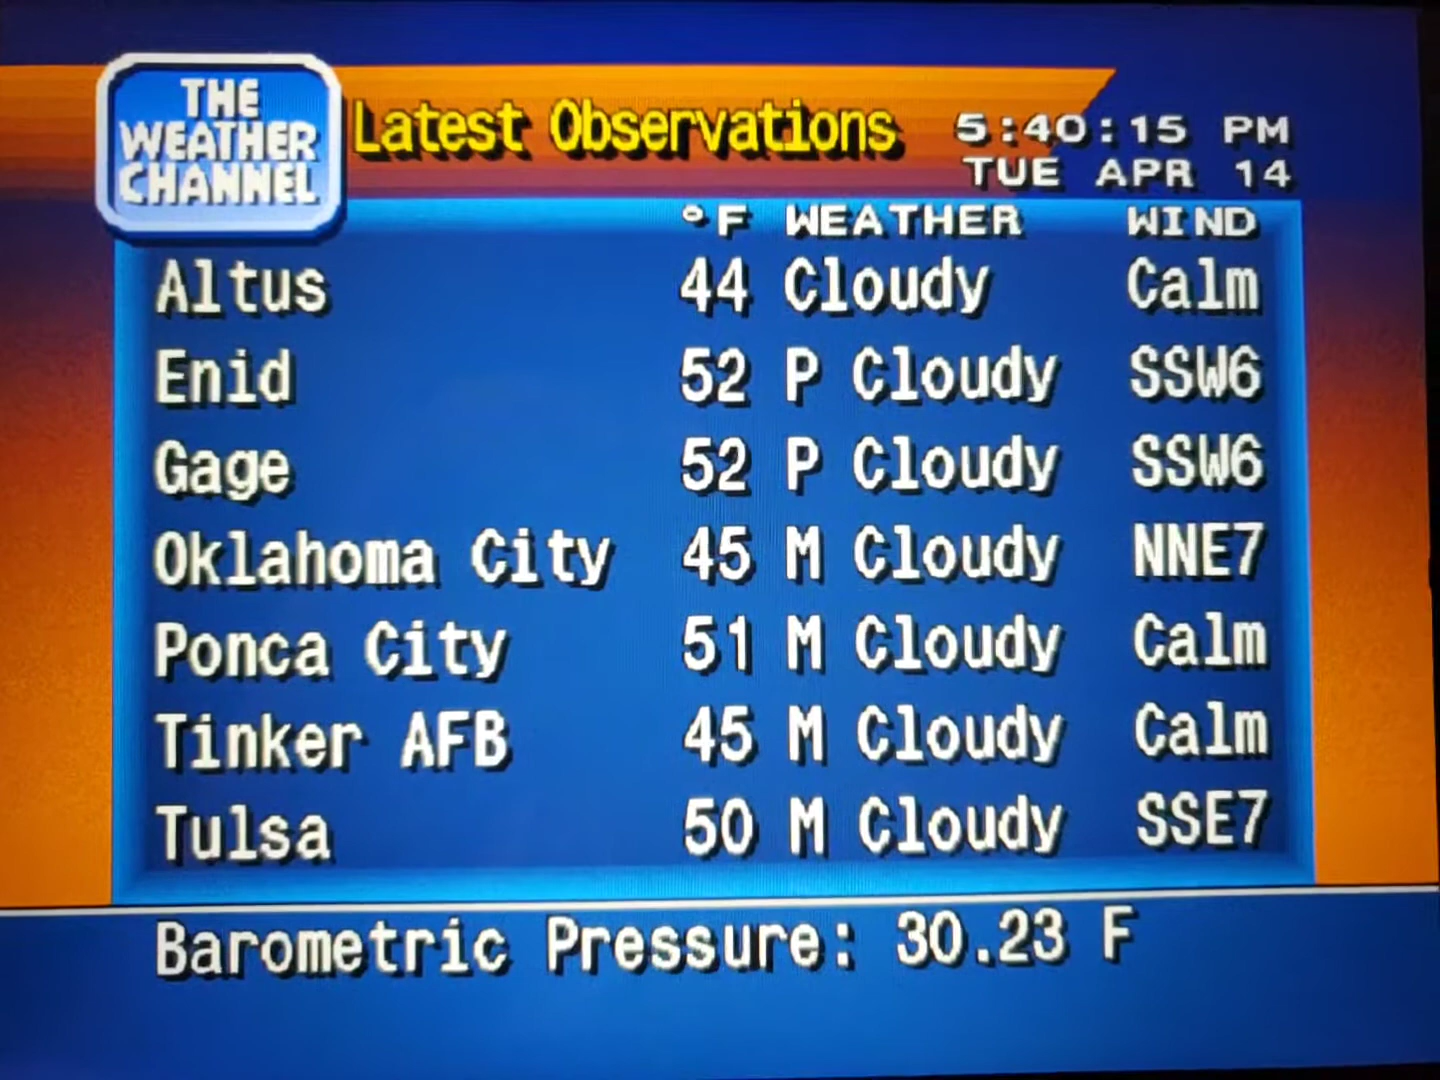 THE
WEATHER
CHANNEL
Latest Observations
5:40:15 PM
TUE APR 14
°F WEATHER WIND
Altus 44 Cloudy Calm
Enid 52 P Cloudy SSW6
Gage 52 P Cloudy SSW6
Oklahoma City 45 M Cloudy NNE7
Ponca City 51 M Cloudy Calm
Tinker AFB 45 M Cloudy Calm
Tulsa 50 M Cloudy SSE7
Barometric Pressure: 30.23 F